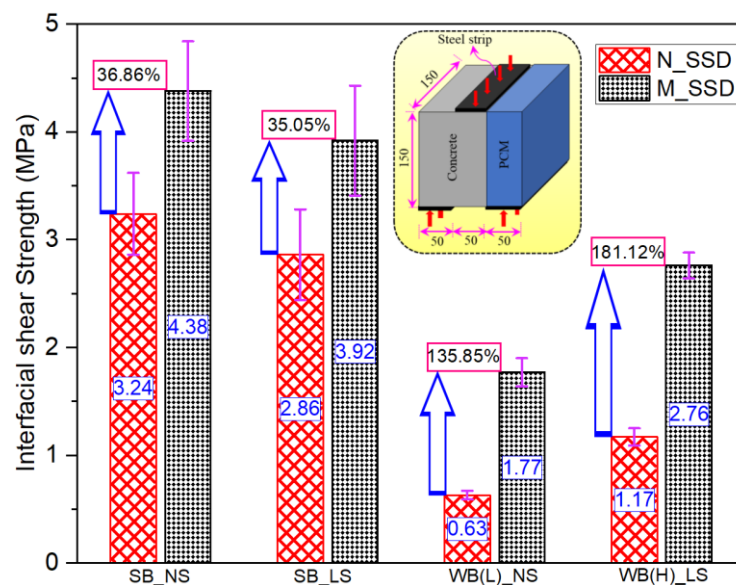 Interfacial shear Strength (MPa)
5
4
3
2
1
0
36.86%
35.05%
135.85%
181.12%
3.24
4.38
2.86
3.92
0.63
1.77
1.17
2.76
SB_NS
SB_LS
WB(L)_NS
WB(H)_LS
N_SSD
M_SSD
Steel strip
150
150
Concrete
PCM
50
50
50